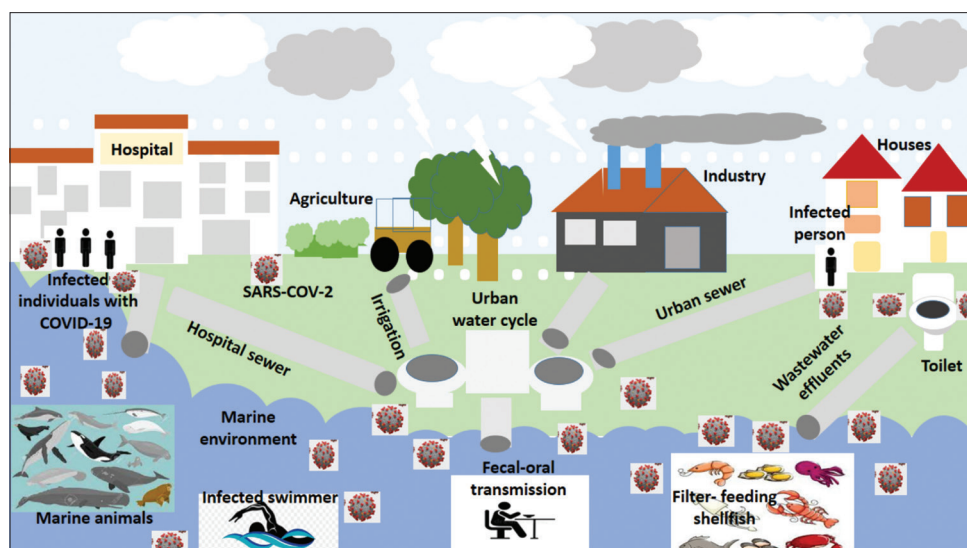 Hospital
Houses
Agriculture
Industry
Infected
person
Infected
individuals with
COVID-19
SARS-COV-2
Irrigation
Urban
water cycle
Urban sewer
Hospital sewer
Wastewater
effluents
Toilet
Marine
environment
Fecal-oral
transmission
Marine animals
Infected swimmer
Filter- feeding
shellfish